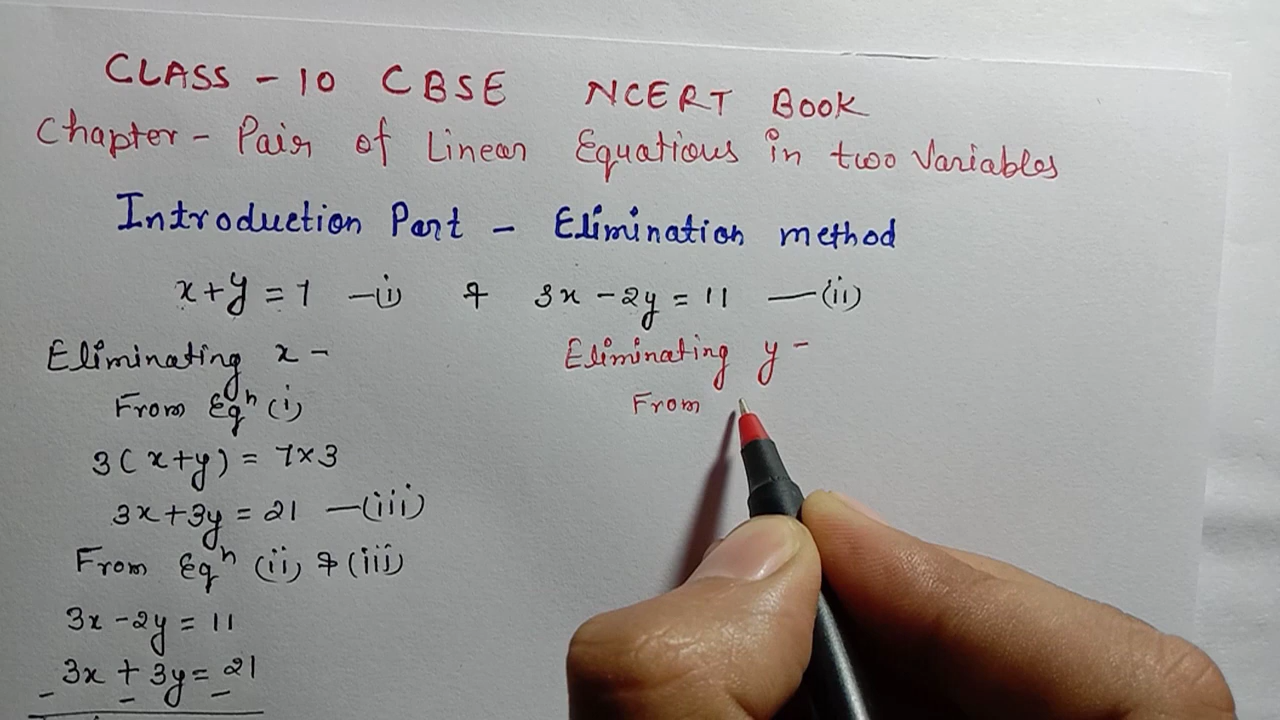 CLASS - 10 CBSE NCERT BOOK
Chapter - Pair of Linear Equations in two Variables
Introduction Part - Elimination method
x+y = 7 —(i) & 3x - 2y = 11 —(ii)
Eliminating x -
From Eqⁿ (i)
3(x+y) = 7×3
3x+3y = 21 —(iii)
From Eqⁿ (ii) & (iii)
3x - 2y = 11
3x + 3y = 21
- - -
Eliminating y -
From